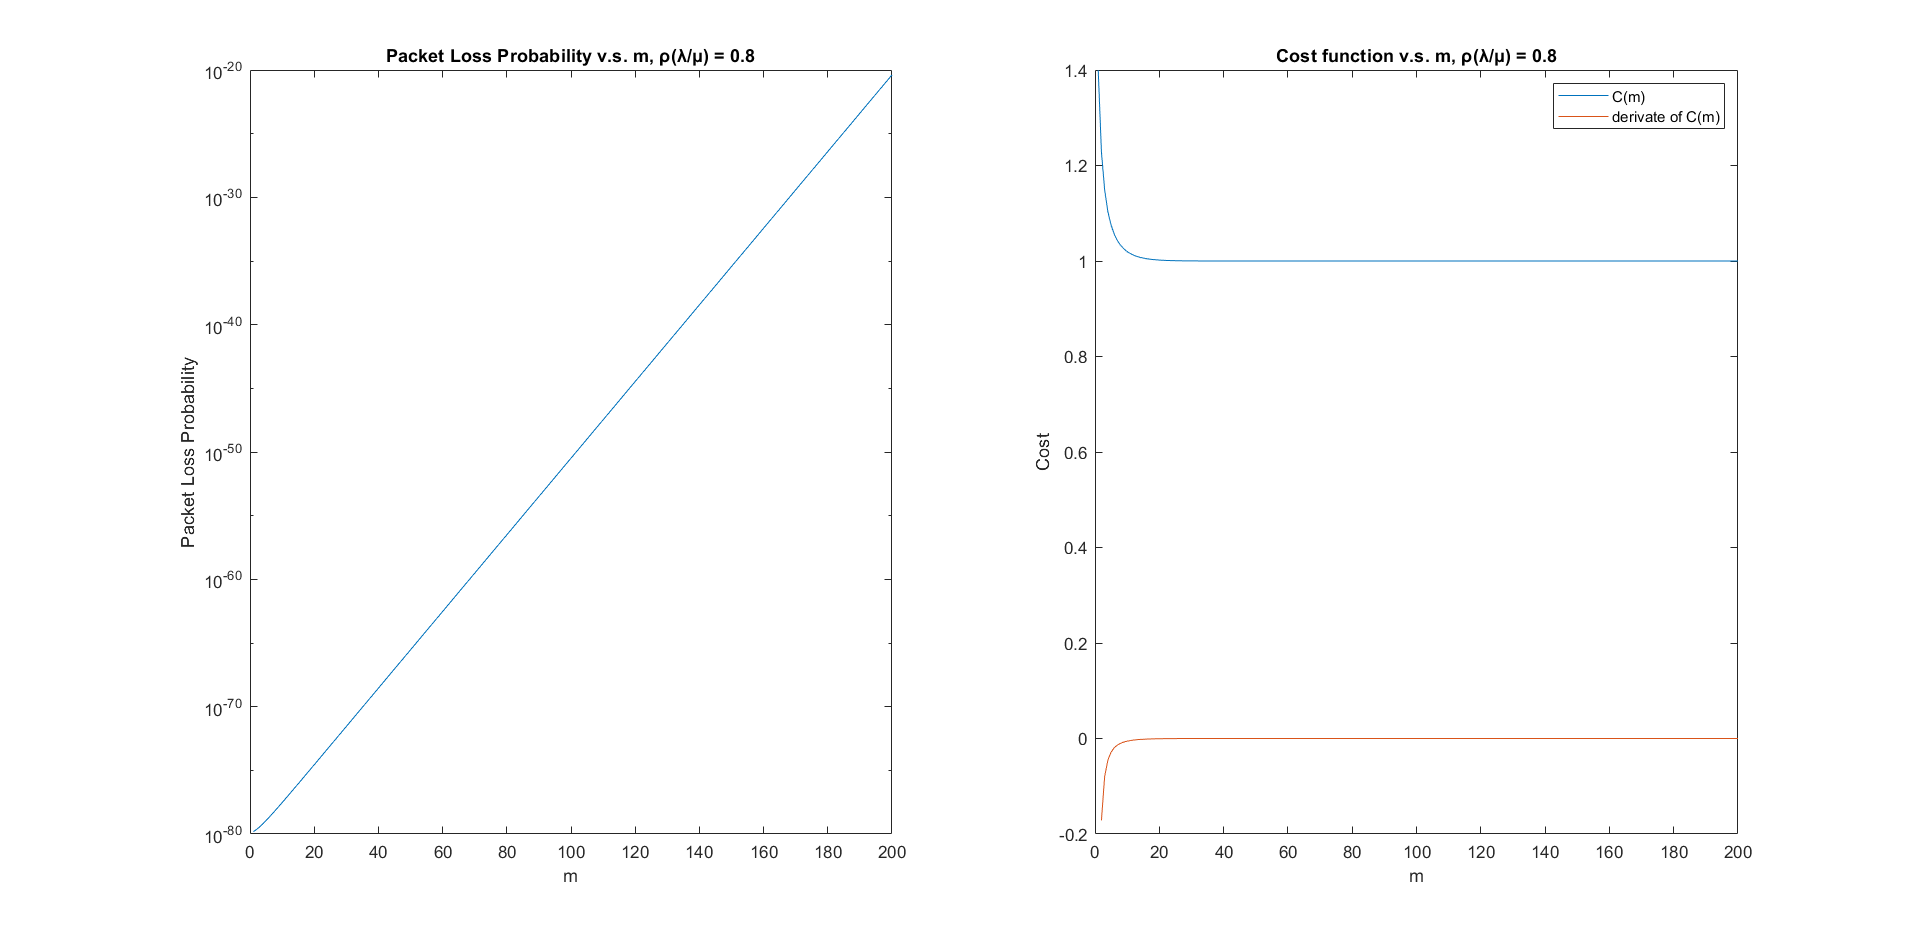 Packet Loss Probability v.s. m, ρ(λ/μ) = 0.8
10^-20
10^-30
10^-40
10^-50
10^-60
10^-70
10^-80
Packet Loss Probability
0 20 40 60 80 100 120 140 160 180 200
m
Cost function v.s. m, ρ(λ/μ) = 0.8
C(m)
derivate of C(m)
1.4
1.2
1
0.8
0.6
0.4
0.2
0
-0.2
Cost
0 20 40 60 80 100 120 140 160 180 200
m